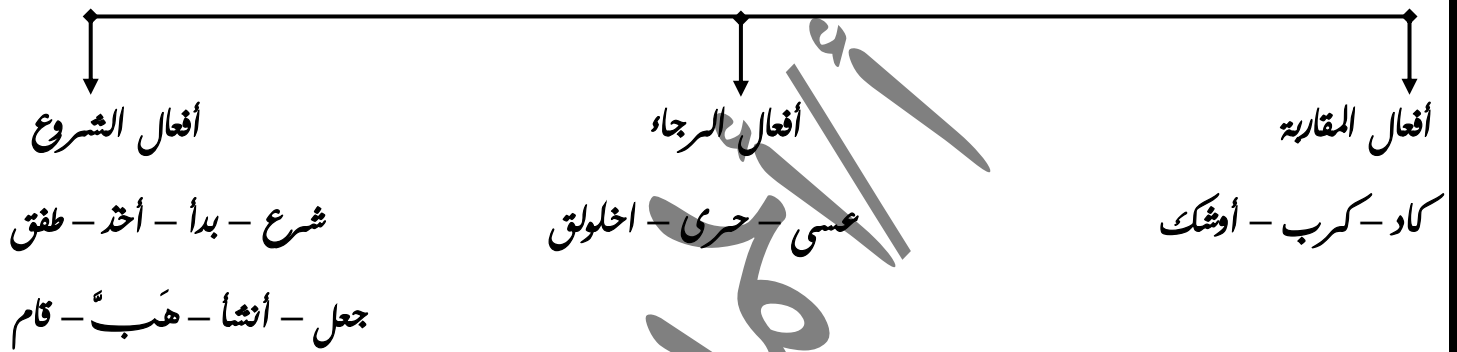 أفعال المقاربة أفعال الرجاء أفعال الشروع
كاد – كرب – أوشك عسى – حرى – اخلولق شرع – بدأ – أخذ – طفق
جعل – أنشأ – هَبَّ – قام